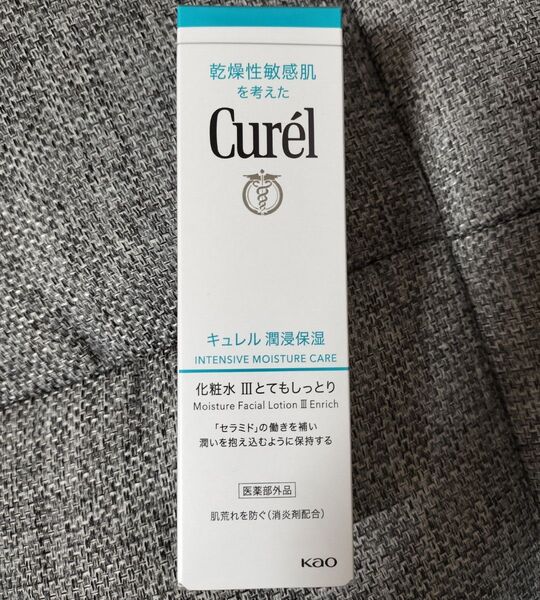 乾燥性敏感肌
を考えた
Curél
キュレル 潤浸保湿
INTENSIVE MOISTURE CARE
化粧水 Ⅲとてもしっとり
Moisture Facial Lotion Ⅲ Enrich
「セラミド」の働きを補い
潤いを抱え込むように保持する
医薬部外品
肌荒れを防ぐ(消炎剤配合)
Kao